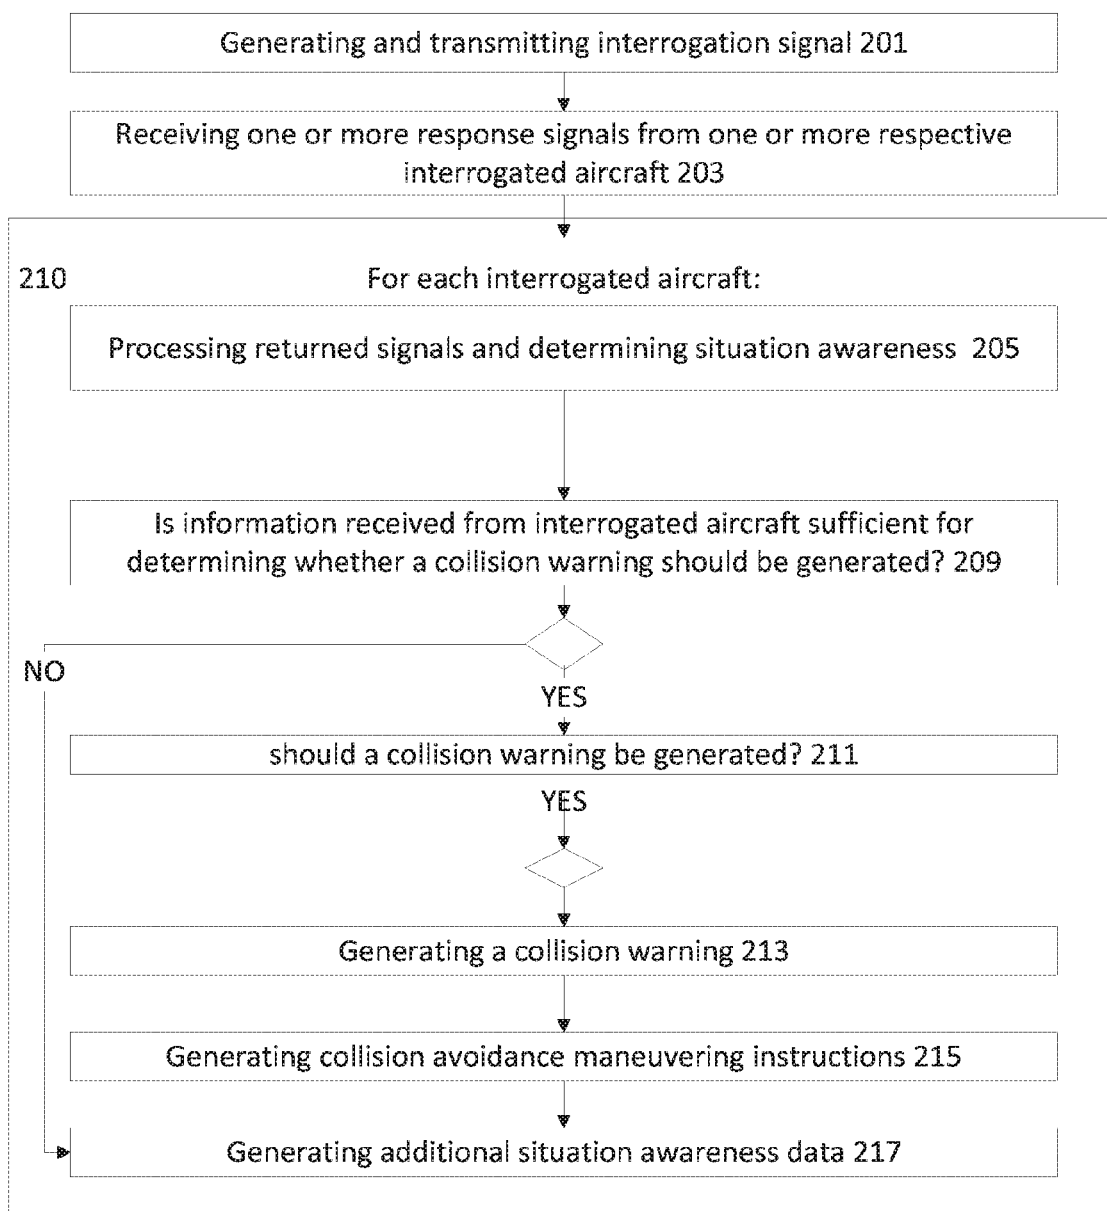 Generating and transmitting interrogation signal 201
Receiving one or more response signals from one or more respective
interrogated aircraft 203
210
For each interrogated aircraft:
Processing returned signals and determining situation awareness 205
Is information received from interrogated aircraft sufficient for
determining whether a collision warning should be generated? 209
NO
YES
should a collision warning be generated? 211
YES
Generating a collision warning 213
Generating collision avoidance maneuvering instructions 215
Generating additional situation awareness data 217